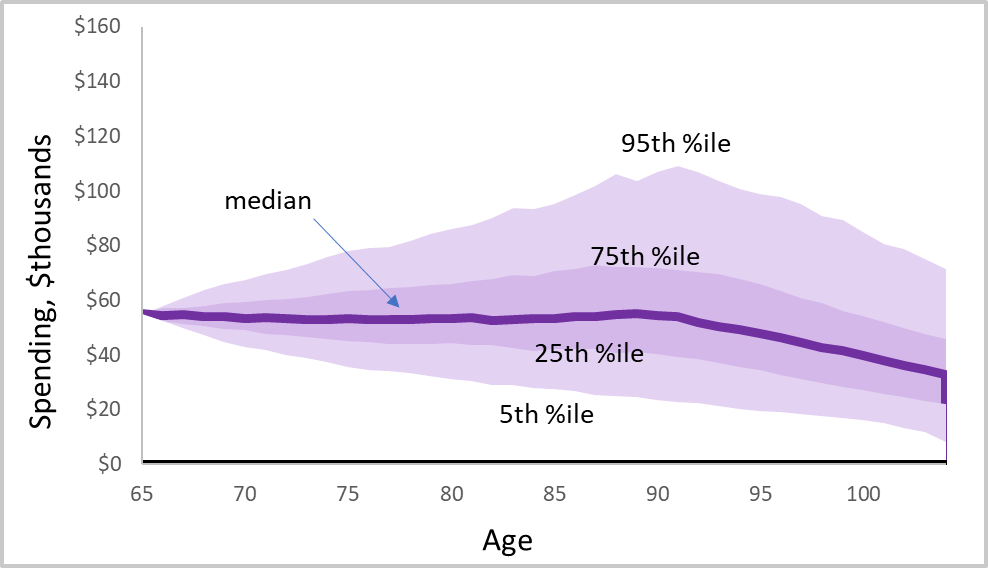 $160
$140
$120
$100
$80
$60
$40
$20
$0
Spending, $thousands
95th %ile
median
75th %ile
25th %ile
5th %ile
65 70 75 80 85 90 95 100
Age